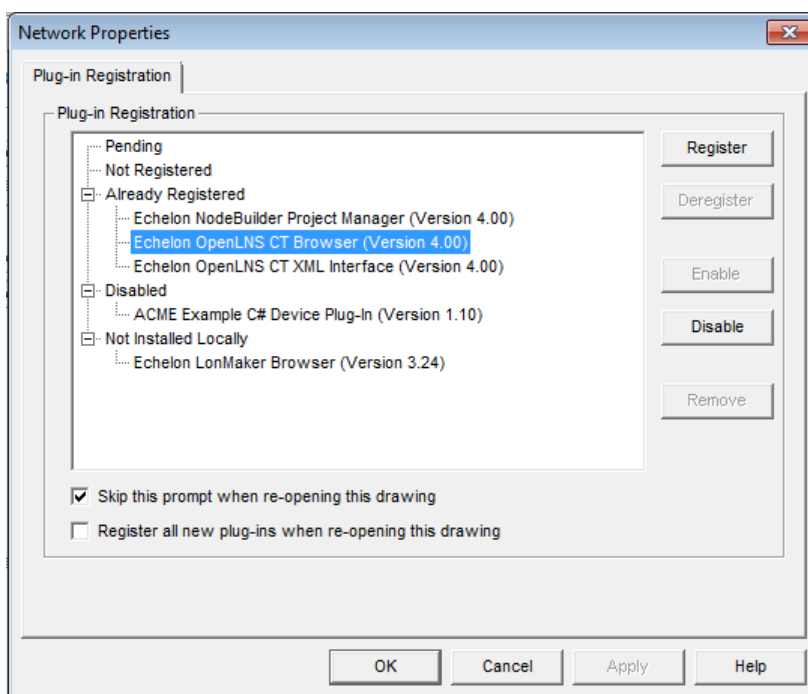 Network Properties
Plug-in Registration
Plug-in Registration
Pending
Register
Not Registered
Already Registered
Deregister
Echelon NodeBuilder Project Manager (Version 4.00)
Echelon OpenLNS CT Browser (Version 4.00)
Echelon OpenLNS CT XML Interface (Version 4.00)
Enable
Disabled
ACME Example C# Device Plug-In (Version 1.10)
Disable
Not Installed Locally
Echelon LonMaker Browser (Version 3.24)
Remove
Skip this prompt when re-opening this drawing
Register all new plug-ins when re-opening this drawing
OK
Cancel
Apply
Help